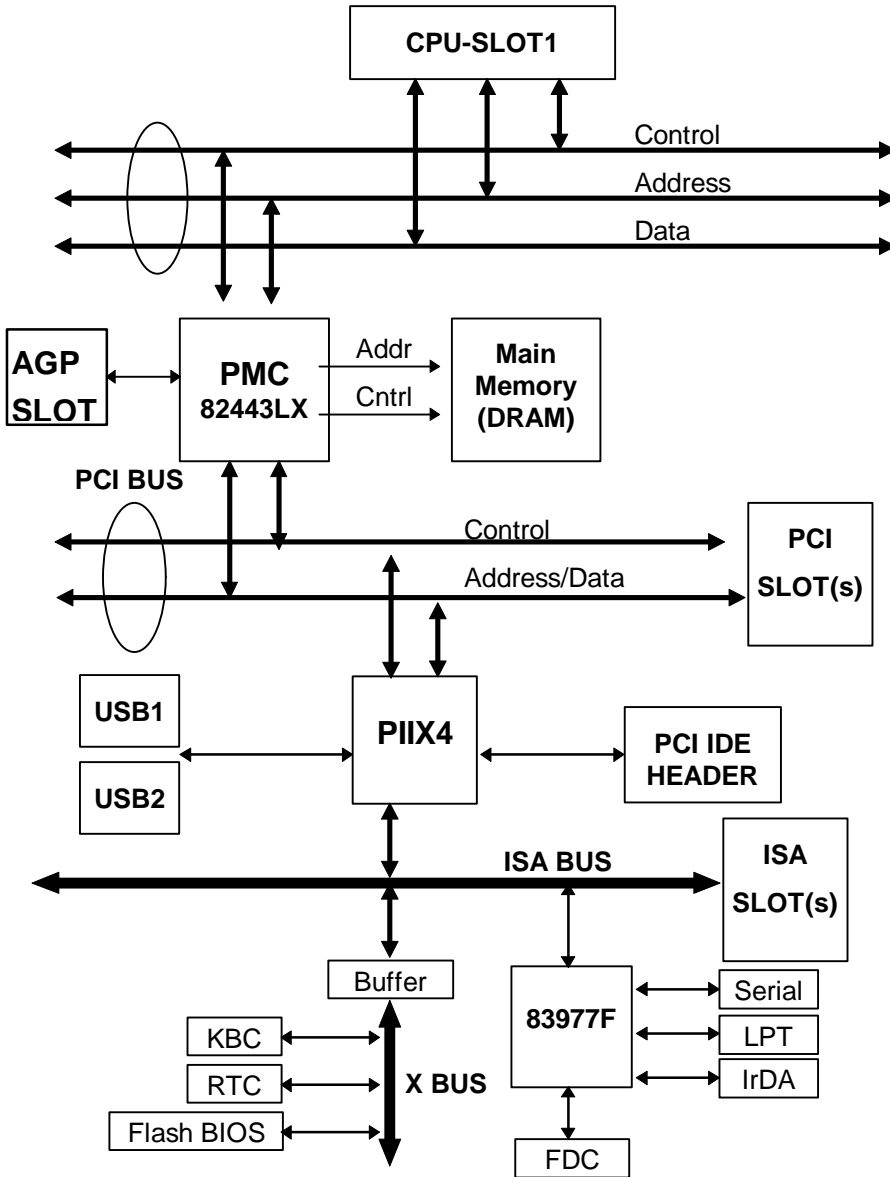 CPU-SLOT1
Control
Address
Data
AGP
SLOT
PMC
82443LX
Addr
Cntrl
Main
Memory
(DRAM)
PCI BUS
Control
Address/Data
PCI
SLOT(s)
USB1
USB2
PIIX4
PCI IDE
HEADER
ISA BUS
ISA
SLOT(s)
Buffer
KBC
RTC
Flash BIOS
X BUS
83977F
Serial
LPT
IrDA
FDC